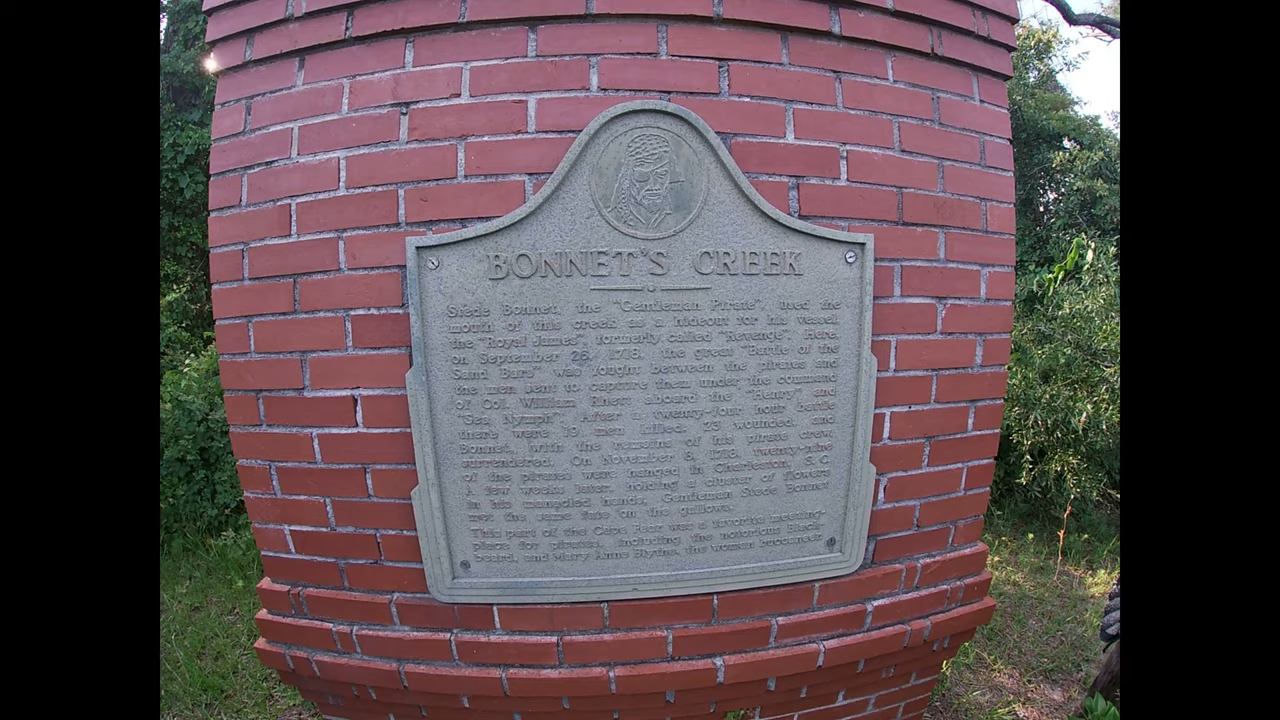 BONNET'S CREEK
Stede Bonnet, the "Gentleman Pirate", used the
mouth of this creek as a hideout for his vessel
the "Royal James", formerly called "Revenge". Here,
on September 26, 1718, the great "Battle of the
Sand Bars" was fought between the pirates and
the men sent to capture them under the command
of Col. William Rhett aboard the "Henry" and
"Sea Nymph". After a twenty-four hour battle
there were 19 men killed, 23 wounded, and
Bonnet with the remains of his pirate crew
surrendered. On November 8, 1718, twenty-nine
of the pirates were hanged in Charleston, S.C.
A few weeks later, holding a cluster of flowers
in his manacled hands, Gentleman Stede Bonnet
met the same fate on the gallows.
This part of the Cape Fear was a favorite meeting-
place for pirates, including the notorious Black-
beard, and Mary Anne Blythe, the woman buccaneer.